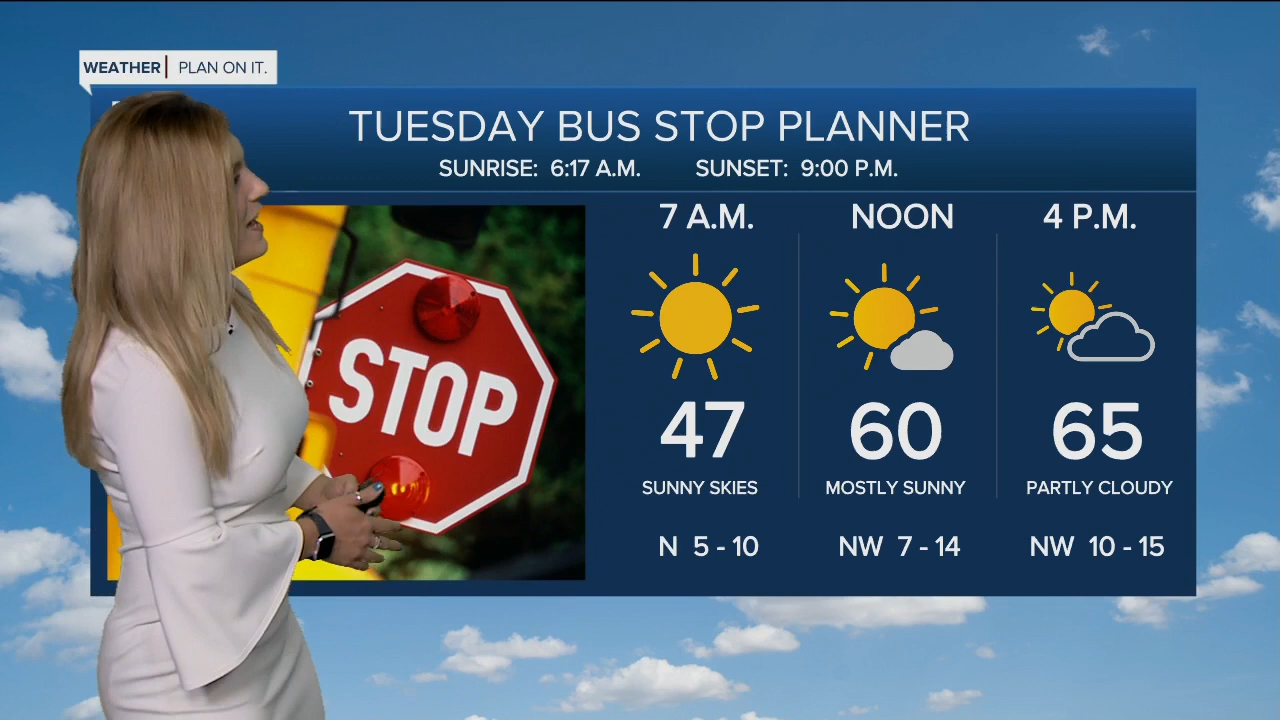 WEATHER | PLAN ON IT.
TUESDAY BUS STOP PLANNER
SUNRISE: 6:17 A.M. SUNSET: 9:00 P.M.
STOP
7 A.M. NOON 4 P.M.
47 60 65
SUNNY SKIES MOSTLY SUNNY PARTLY CLOUDY
N 5 - 10 NW 7 - 14 NW 10 - 15